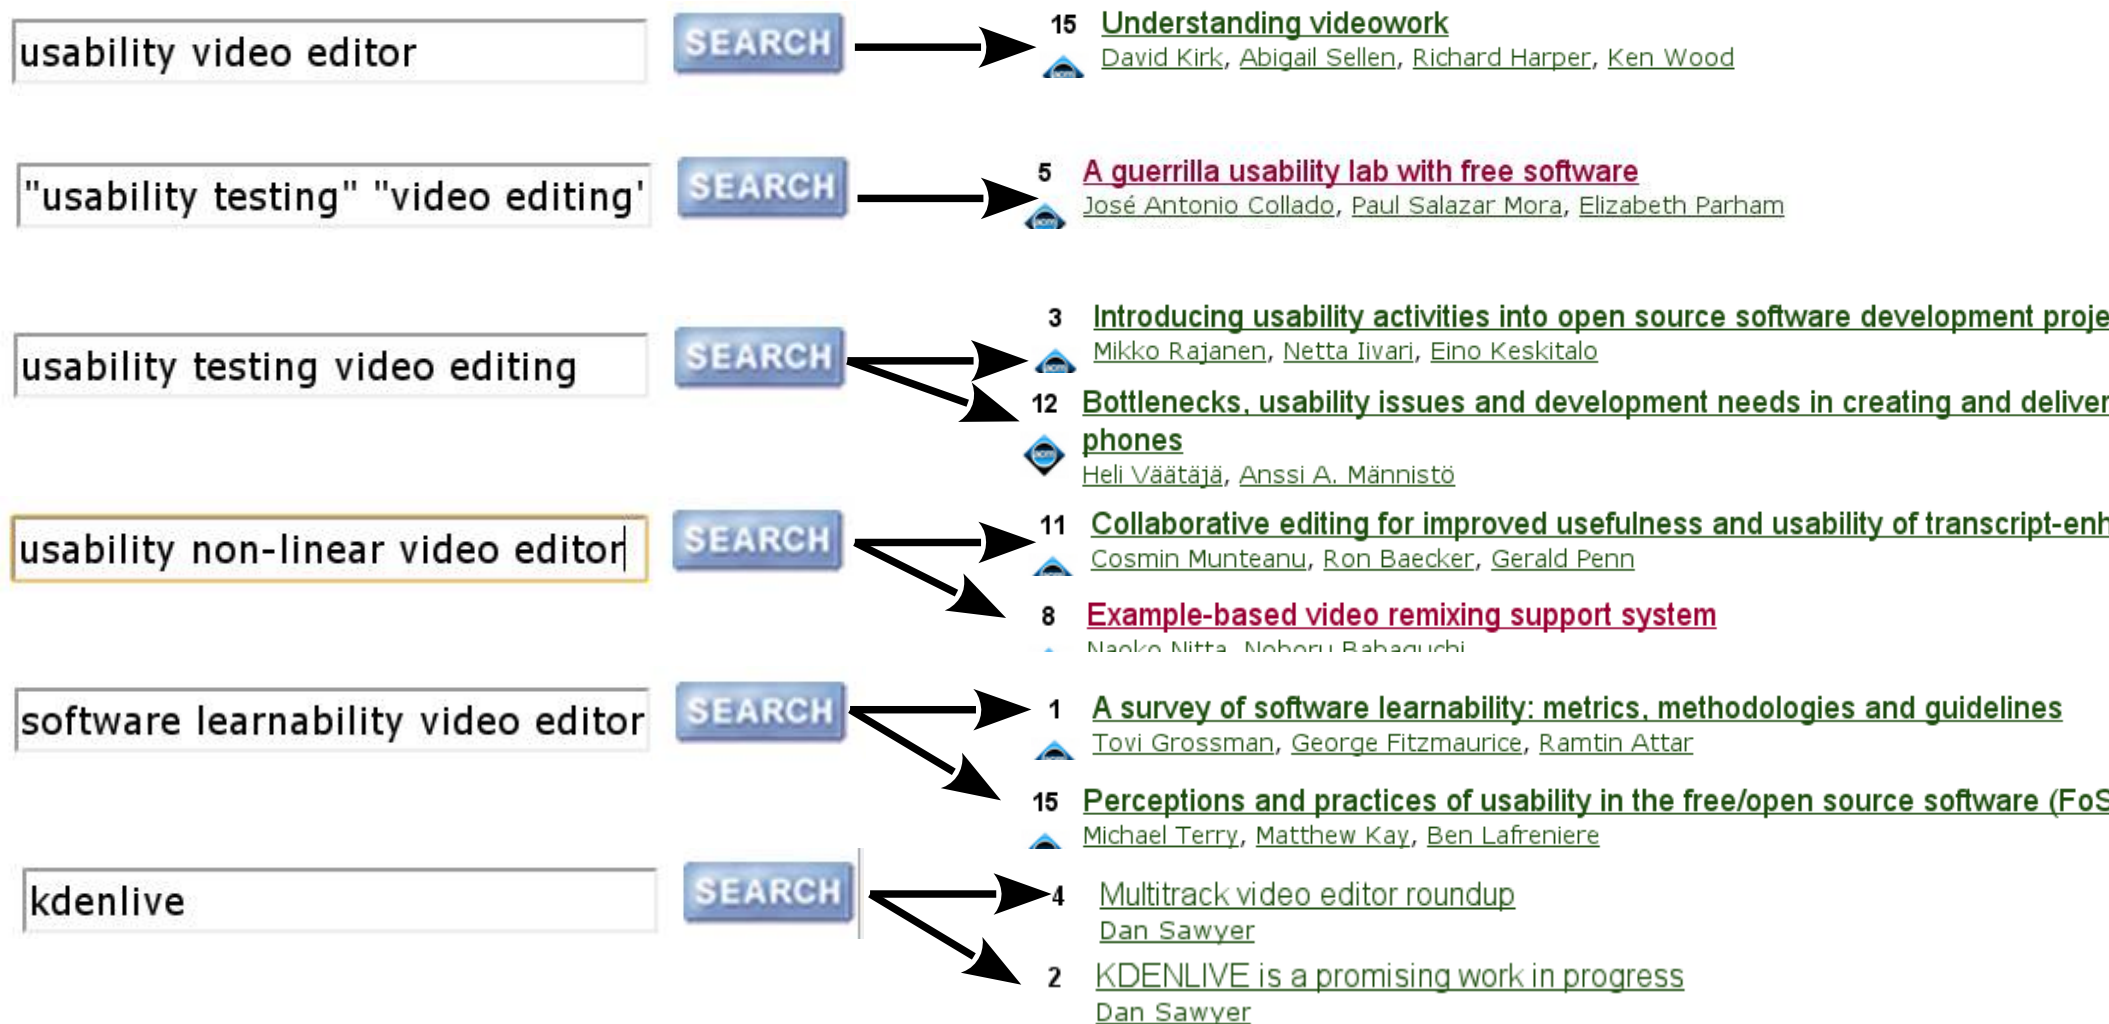 usability video editor
SEARCH
15 Understanding videowork
David Kirk, Abigail Sellen, Richard Harper, Ken Wood
"usability testing" "video editing'
SEARCH
5 A guerrilla usability lab with free software
José Antonio Collado, Paul Salazar Mora, Elizabeth Parham
usability testing video editing
SEARCH
3 Introducing usability activities into open source software development proje
Mikko Rajanen, Netta Iivari, Eino Keskitalo
12 Bottlenecks, usability issues and development needs in creating and deliver
phones
acm
Heli Väätäjä, Anssi A. Männistö
usability non-linear video editor
SEARCH
11 Collaborative editing for improved usefulness and usability of transcript-enh
Cosmin Munteanu, Ron Baecker, Gerald Penn
8 Example-based video remixing support system
Naoko Nitta, Noboru Babaguchi
software learnability video editor
SEARCH
1 A survey of software learnability: metrics, methodologies and guidelines
Tovi Grossman, George Fitzmaurice, Ramtin Attar
15 Perceptions and practices of usability in the free/open source software (FoS
Michael Terry, Matthew Kay, Ben Lafreniere
kdenlive
SEARCH
4 Multitrack video editor roundup
Dan Sawyer
2 KDENLIVE is a promising work in progress
Dan Sawyer